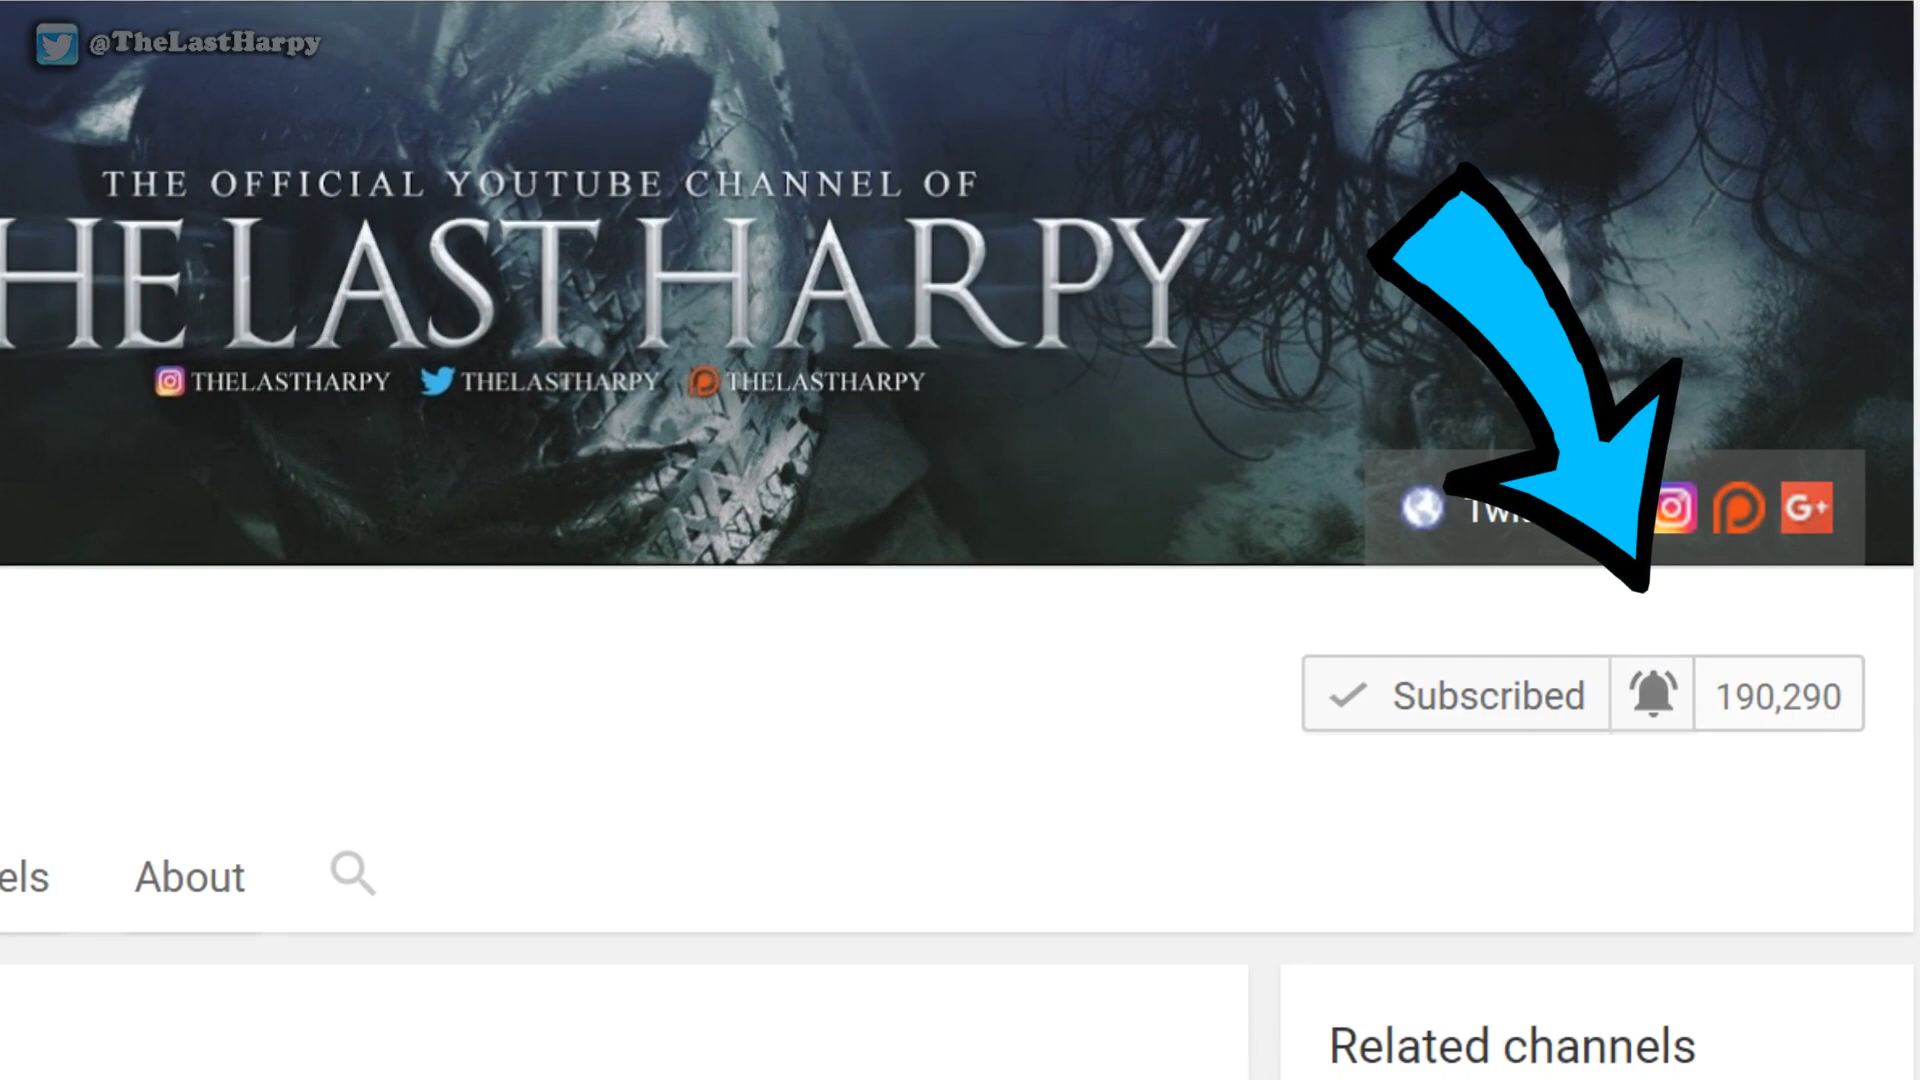 @TheLastHarpy
THE OFFICIAL YOUTUBE CHANNEL OF
HE LAST HARPY
THELASTHARPY THELASTHARPY THELASTHARPY
G+
Subscribed 190,290
els About
Related channels